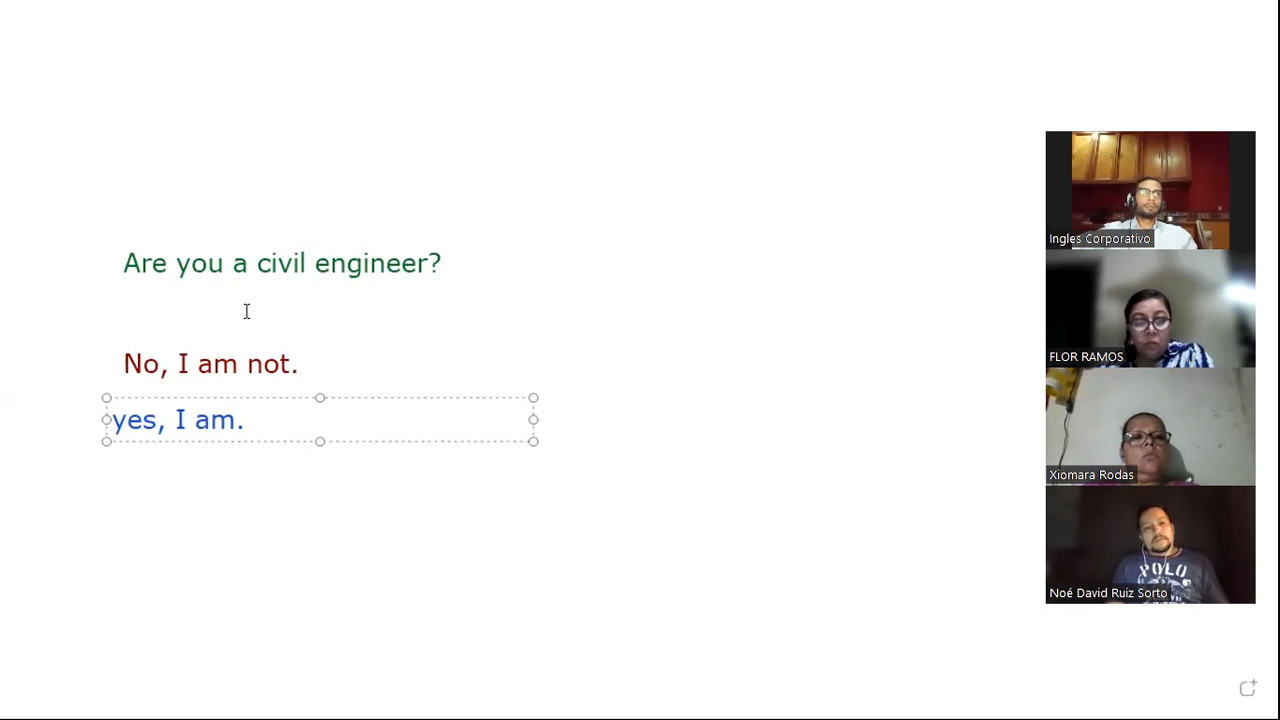 Are you a civil engineer?
No, I am not.
yes, I am.
Ingles Corporativo
FLOR RAMOS
Xiomara Rodas
POLO
Noé David Ruiz Sorto